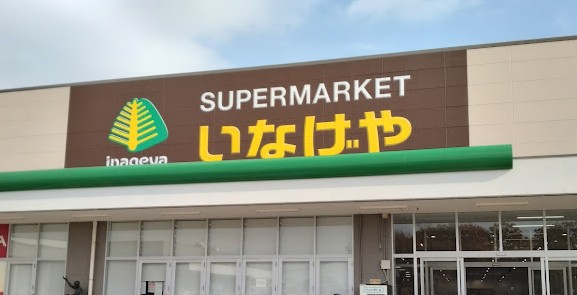 SUPERMARKET
いなげや
inageya